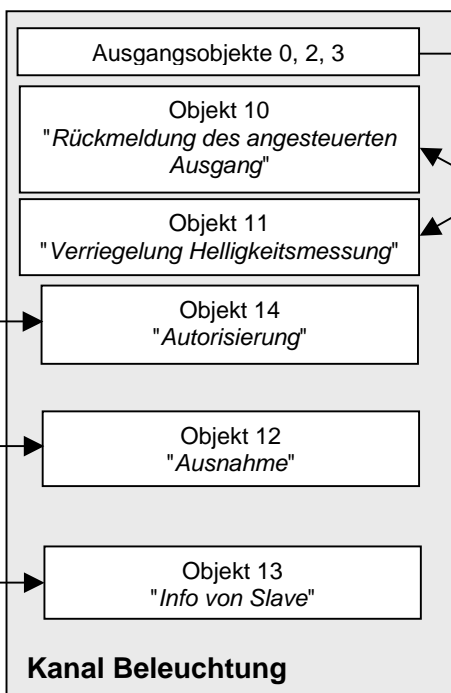 Ausgangsobjekte 0, 2, 3
Objekt 10
"Rückmeldung des angesteuerten
Ausgang"
Objekt 11
"Verriegelung Helligkeitsmessung"
Objekt 14
"Autorisierung"
Objekt 12
"Ausnahme"
Objekt 13
"Info von Slave"
Kanal Beleuchtung